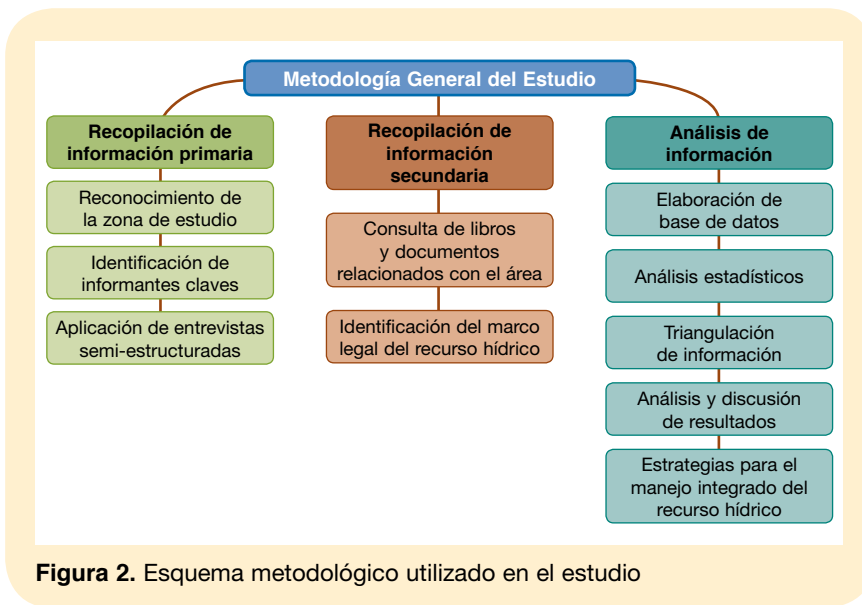 Metodología General del Estudio
Recopilación de
información primaria
Reconocimiento de
la zona de estudio
Identificación de
informantes claves
Aplicación de entrevistas
semi-estructuradas
Recopilación de
información
secundaria
Consulta de libros
y documentos
relacionados con el área
Identificación del marco
legal del recurso hídrico
Análisis de
información
Elaboración de
base de datos
Análisis estadísticos
Triangulación
de información
Análisis y discusión
de resultados
Estrategias para el
manejo integrado del
recurso hídrico
Figura 2. Esquema metodológico utilizado en el estudio